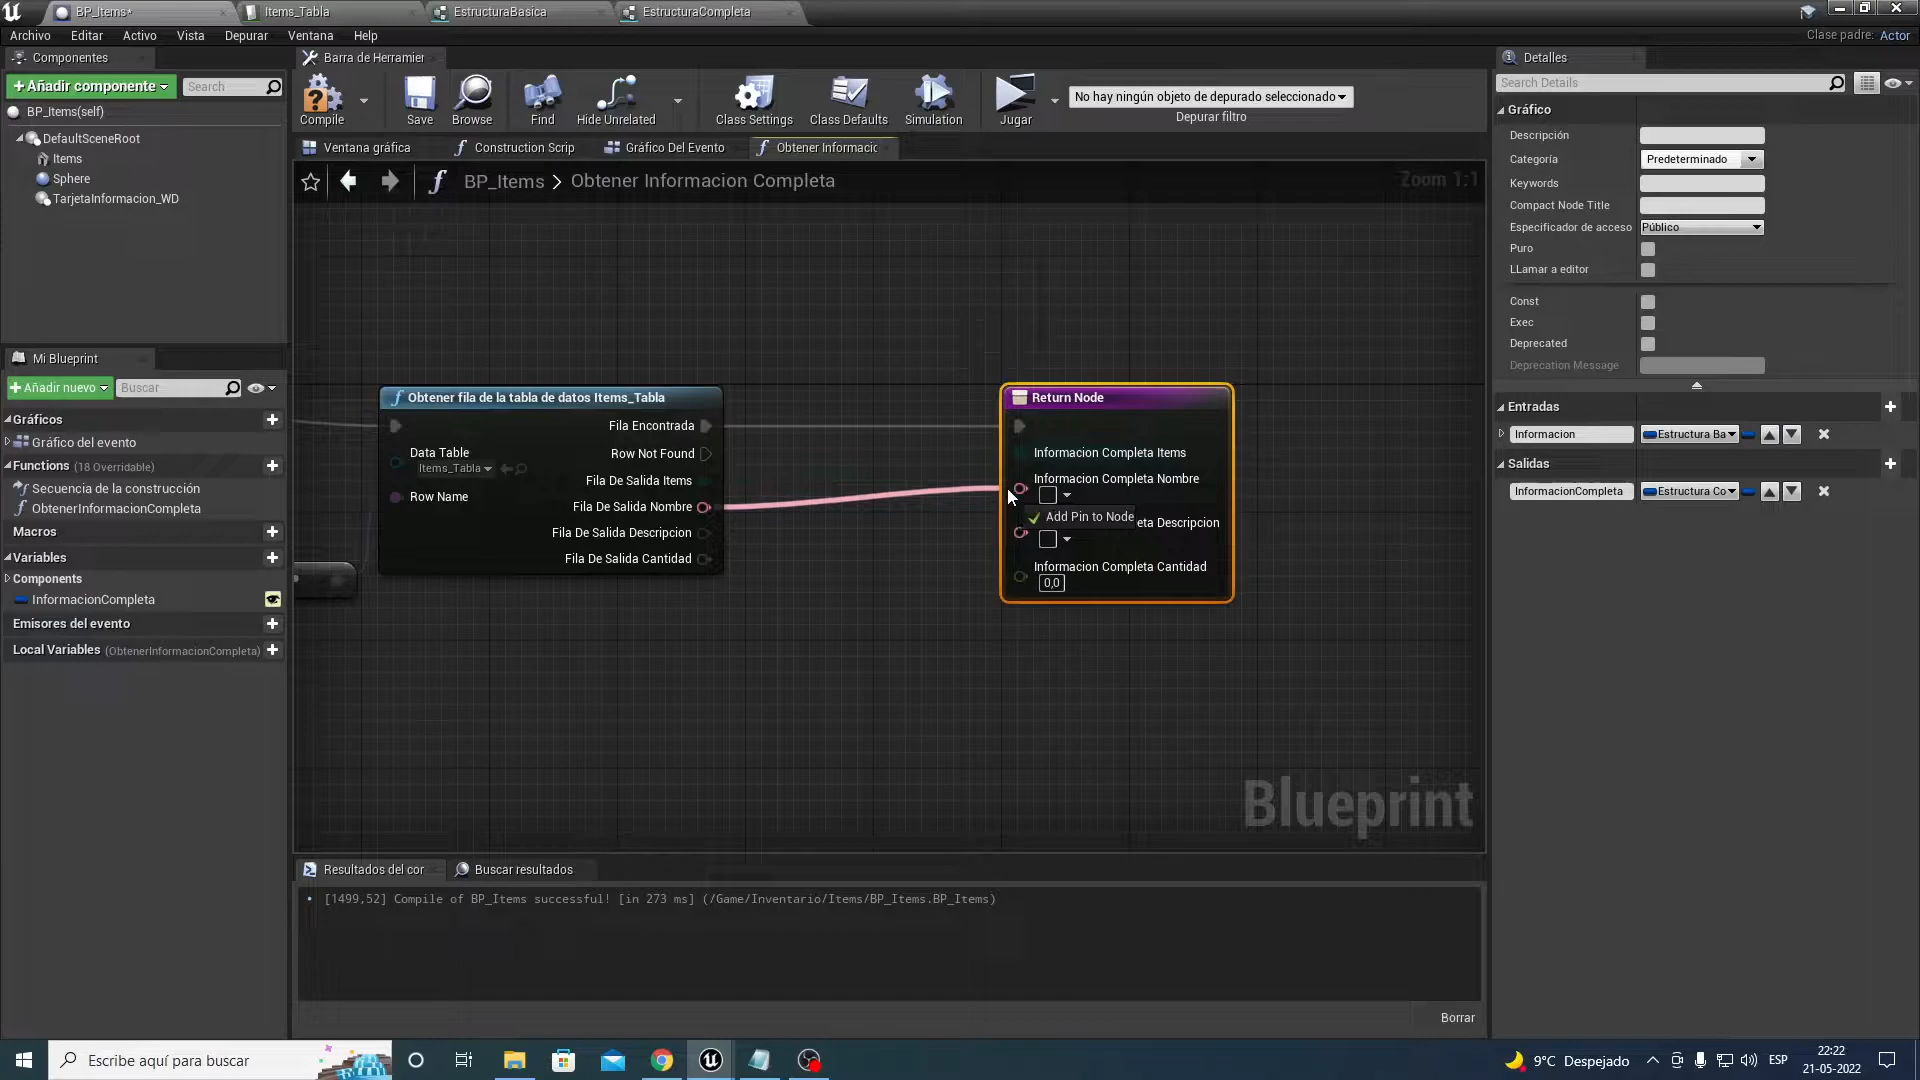 BP_Items*
Items_Tabla
EstructuraBasica
EstructuraCompleta
Archivo
Editar
Activo
Vista
Depurar
Ventana
Help
Clase padre: Actor
Componentes
Barra de Herramier
Detalles
Añadir componente
Search
Compile
Save
Browse
Find
Hide Unrelated
Class Settings
Class Defaults
Simulation
Jugar
No hay ningún objeto de depurado seleccionado
Depurar filtro
Search Details
BP_Items(self)
DefaultSceneRoot
Items
Sphere
TarjetaInformacion_WD
Ventana gráfica
Construction Scrip
Gráfico Del Evento
Obtener Informacic
BP_Items > Obtener Informacion Completa
Zoom 1:1
Gráfico
Descripción
Categoría
Predeterminado
Keywords
Compact Node Title
Especificador de acceso
Público
Puro
LLamar a editor
Const
Exec
Deprecated
Deprecation Message
Entradas
Informacion
Estructura Ba
Salidas
InformacionCompleta
Estructura Co
Mi Blueprint
Añadir nuevo
Buscar
Gráficos
Gráfico del evento
Functions (18 Overridable)
Secuencia de la construcción
ObtenerInformacionCompleta
Macros
Variables
Components
InformacionCompleta
Emisores del evento
Local Variables (ObtenerInformacionCompleta)
Obtener fila de la tabla de datos Items_Tabla
Data Table
Items_Tabla
Row Name
Fila Encontrada
Row Not Found
Fila De Salida Items
Fila De Salida Nombre
Fila De Salida Descripcion
Fila De Salida Cantidad
Return Node
Informacion Completa Items
Informacion Completa Nombre
Add Pin to Node
eta Descripcion
Informacion Completa Cantidad
0,0
Blueprint
Resultados del cor
Buscar resultados
[1499,52] Compile of BP_Items successful! [in 273 ms] (/Game/Inventario/Items/BP_Items.BP_Items)
Borrar
Escribe aquí para buscar
9°C Despejado
ESP
22:22
21-05-2022